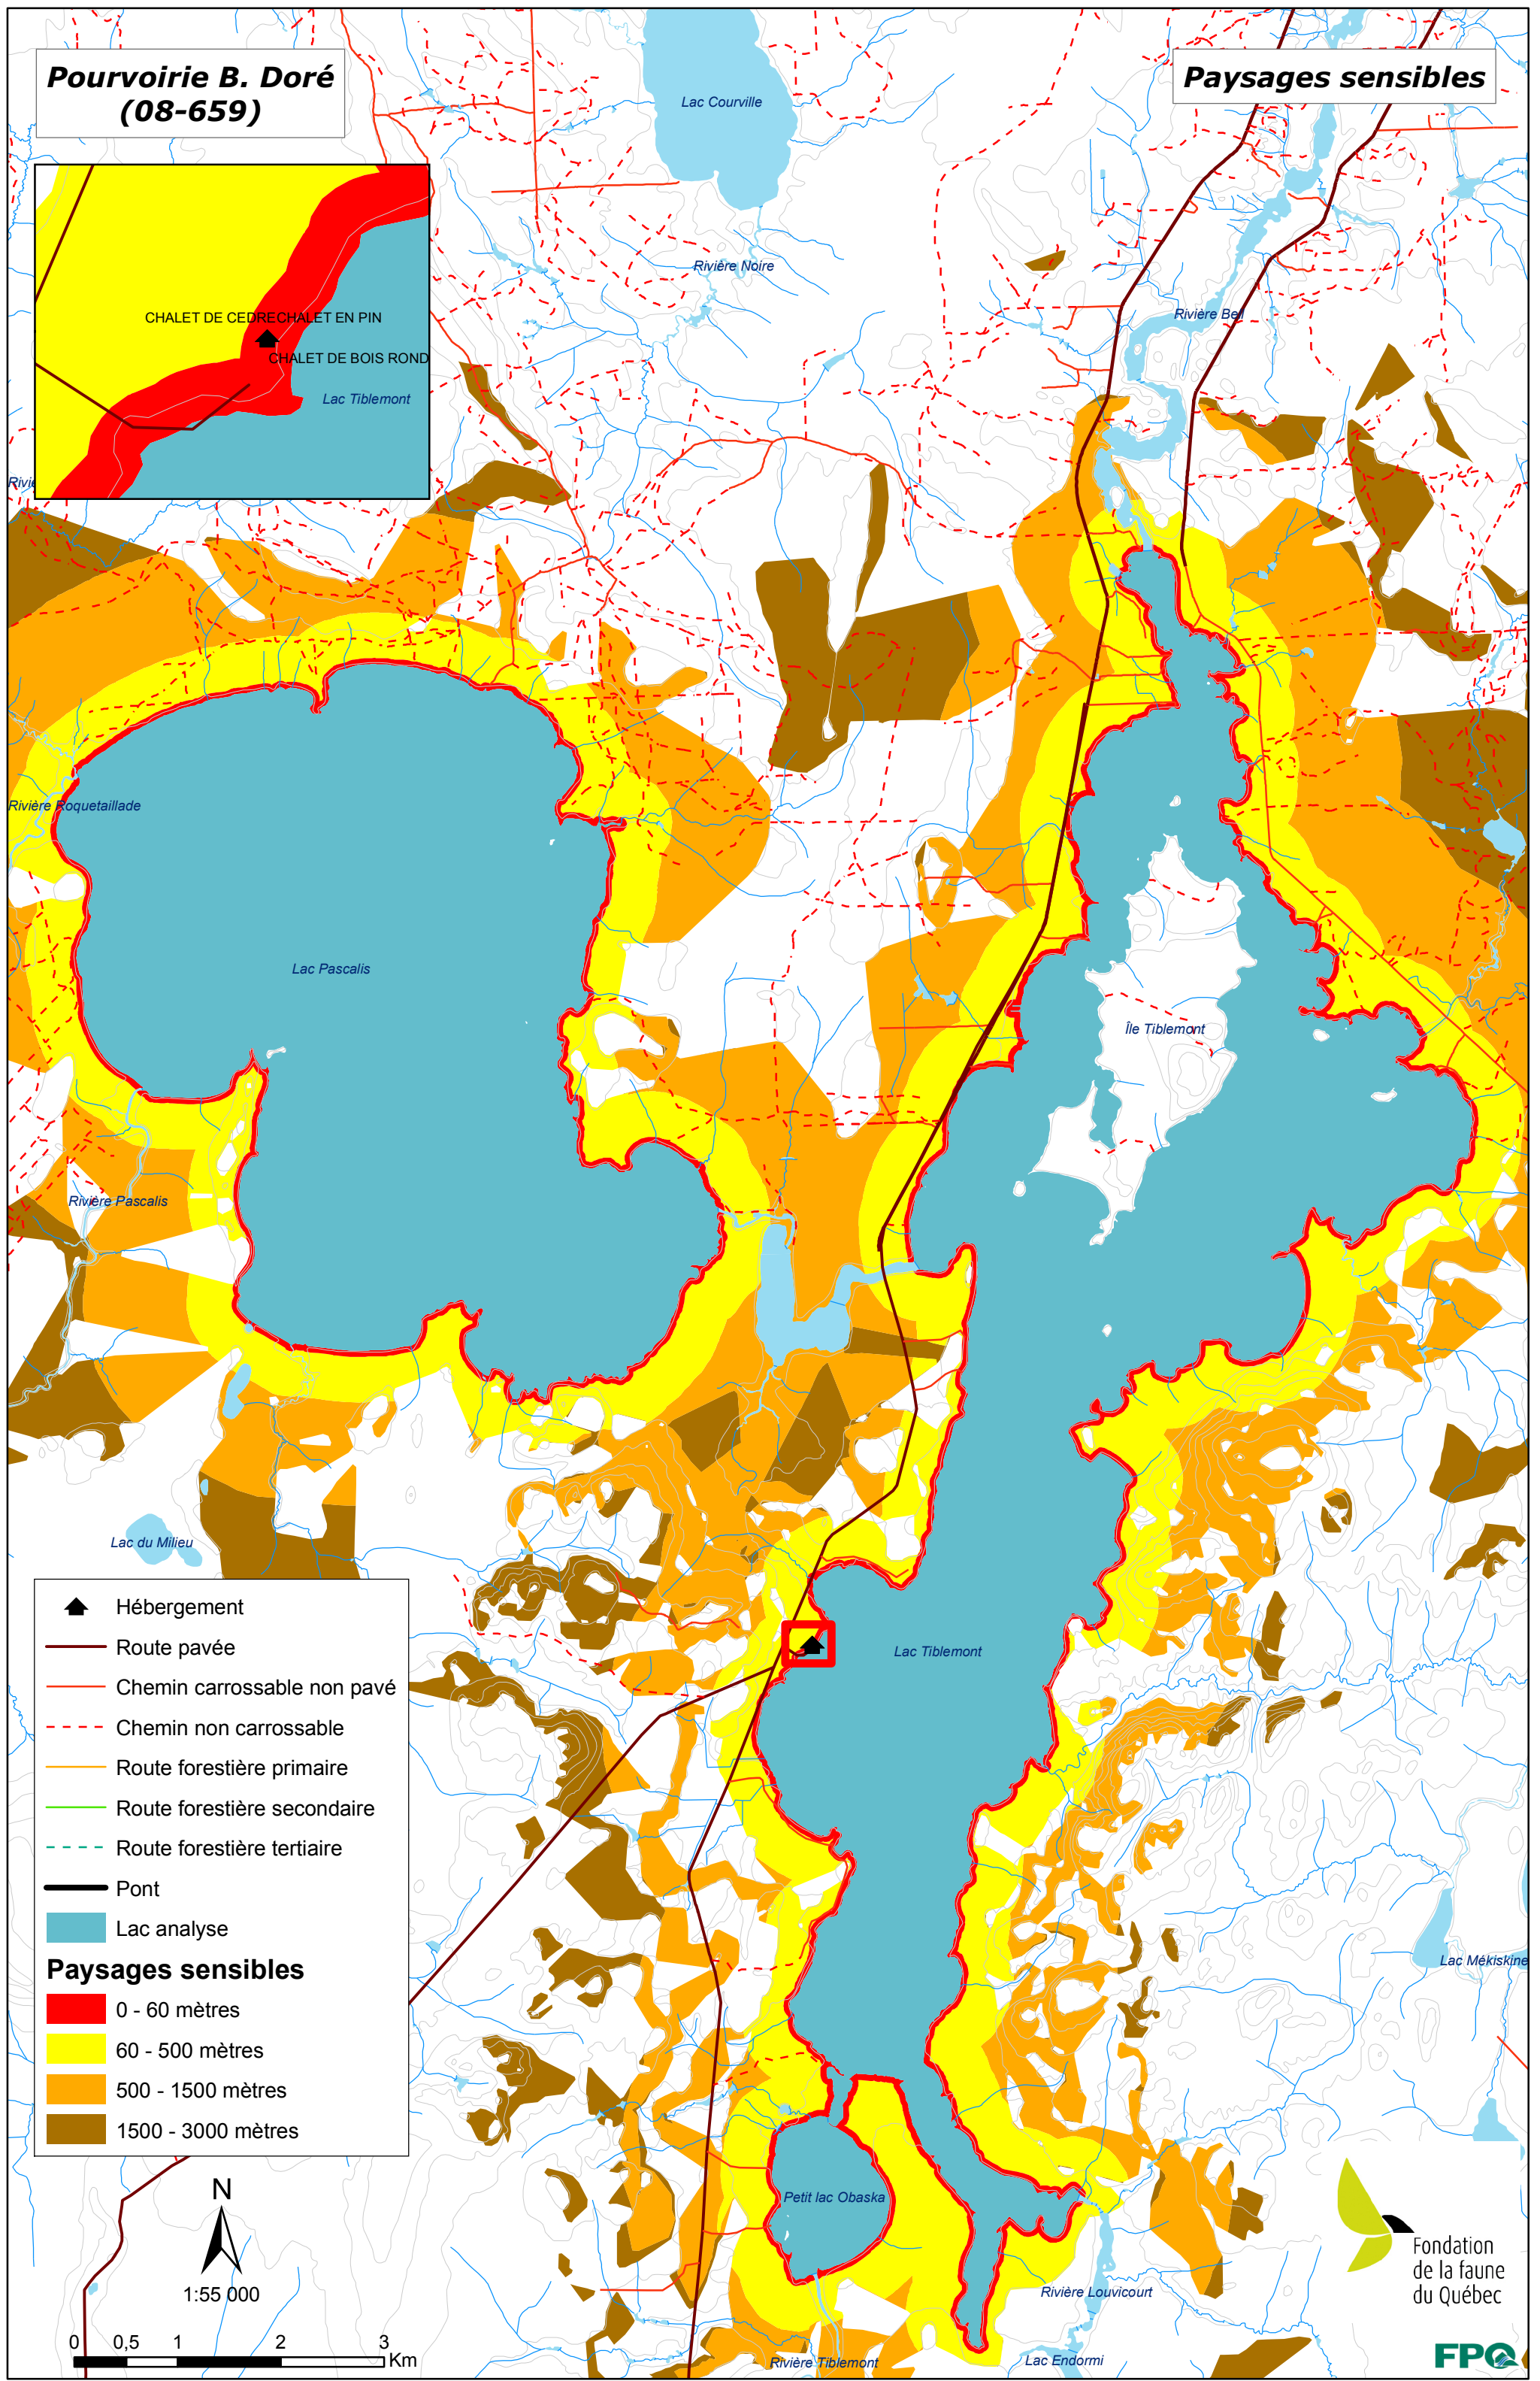 Pourvoirie B. Doré
(08-659)
Paysages sensibles
Lac Courville
Rivière Noire
Rivière Bell
CHALET DE CEDRE
CHALET EN PIN
CHALET DE BOIS ROND
Lac Tiblemont
Rivière Roquetaillade
Lac Pascalis
Île Tiblemont
Rivière Pascalis
Lac du Milieu
Lac Tiblemont
Hébergement
Route pavée
Chemin carrossable non pavé
Chemin non carrossable
Route forestière primaire
Route forestière secondaire
Route forestière tertiaire
Pont
Lac analyse
Paysages sensibles
0 - 60 mètres
60 - 500 mètres
500 - 1500 mètres
1500 - 3000 mètres
Lac Mékiskine
Petit lac Obaska
Rivière Louvicourt
Rivière Tiblemont
Lac Endormi
N
1:55 000
0 0,5 1 2 3
Km
Fondation
de la faune
du Québec
FPQ